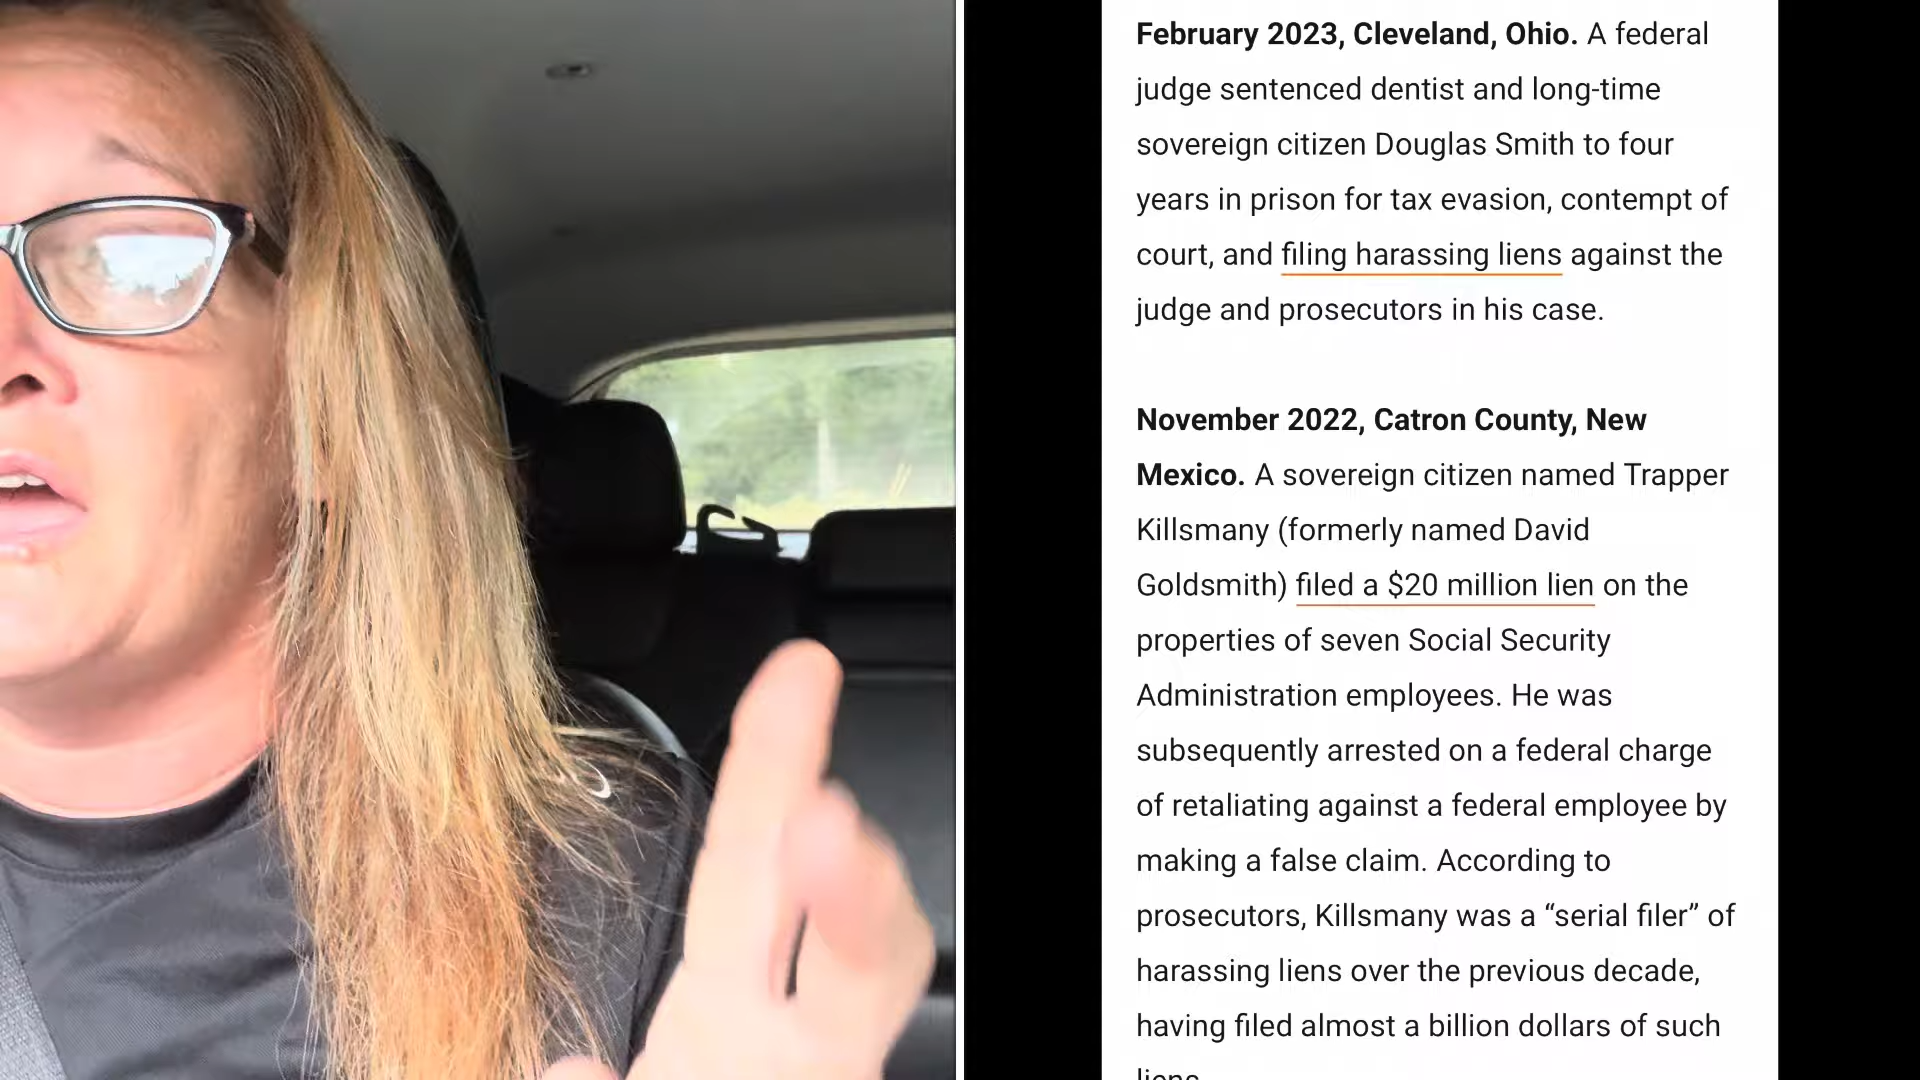 February 2023, Cleveland, Ohio. A federal
judge sentenced dentist and long-time
sovereign citizen Douglas Smith to four
years in prison for tax evasion, contempt of
court, and filing harassing liens against the
judge and prosecutors in his case.
November 2022, Catron County, New
Mexico. A sovereign citizen named Trapper
Killsmany (formerly named David
Goldsmith) filed a $20 million lien on the
properties of seven Social Security
Administration employees. He was
subsequently arrested on a federal charge
of retaliating against a federal employee by
making a false claim. According to
prosecutors, Killsmany was a “serial filer” of
harassing liens over the previous decade,
having filed almost a billion dollars of such
liens.